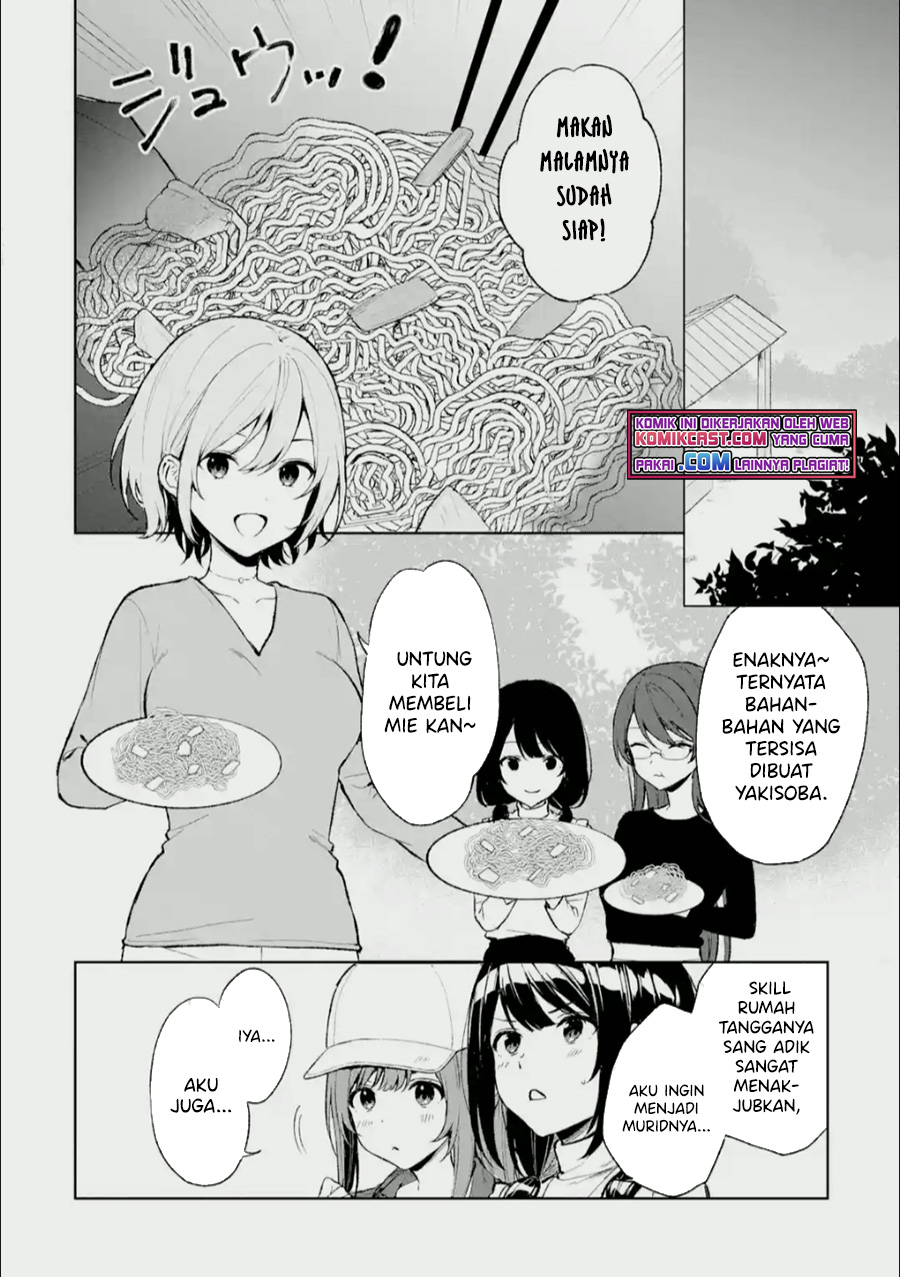 ジュウッ!
MAKAN
MALAMNYA
SUDAH
SIAP!
KOMIK INI DIKERJAKAN OLEH WEB
KOMIKCAST.COM YANG CUMA
PAKAI .COM LAINNYA PLAGIAT!
ENAKNYA~
TERNYATA
BAHAN-
BAHAN YANG
TERSISA
DIBUAT
YAKISOBA.
UNTUNG
KITA
MEMBELI
MIE KAN~
SKILL
RUMAH
TANGGANYA
SANG ADIK
SANGAT
MENAK-
JUBKAN,
AKU INGIN
MENJADI
MURIDNYA...
IYA...
AKU
JUGA...